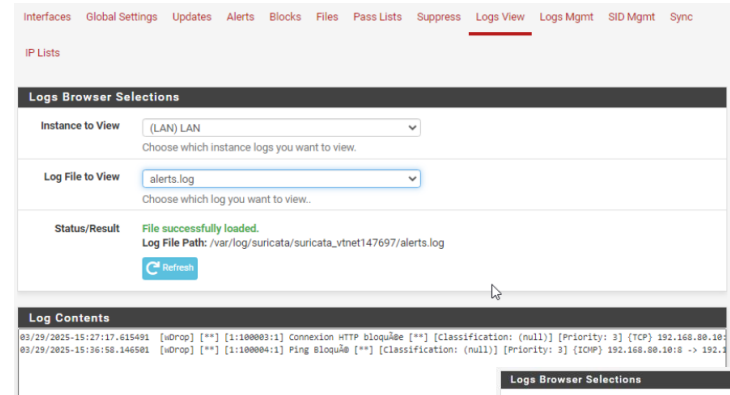 Interfaces Global Settings Updates Alerts Blocks Files Pass Lists Suppress Logs View Logs Mgmt SID Mgmt Sync
IP Lists
Logs Browser Selections
Instance to View (LAN) LAN
Choose which instance logs you want to view.
Log File to View alerts.log
Choose which log you want to view..
Status/Result File successfully loaded.
Log File Path: /var/log/suricata/suricata_vtnet147697/alerts.log
Refresh
Log Contents
03/29/2025-15:27:17.615491 [wDrop] [**] [1:100003:1] Connexion HTTP bloquÃ®e [**] [Classification: (null)] [Priority: 3] {TCP} 192.168.80.10:
03/29/2025-15:36:58.146501 [wDrop] [**] [1:100004:1] Ping BloquÃ© [**] [Classification: (null)] [Priority: 3] {ICMP} 192.168.80.10:8 -> 192.1
Logs Browser Selections